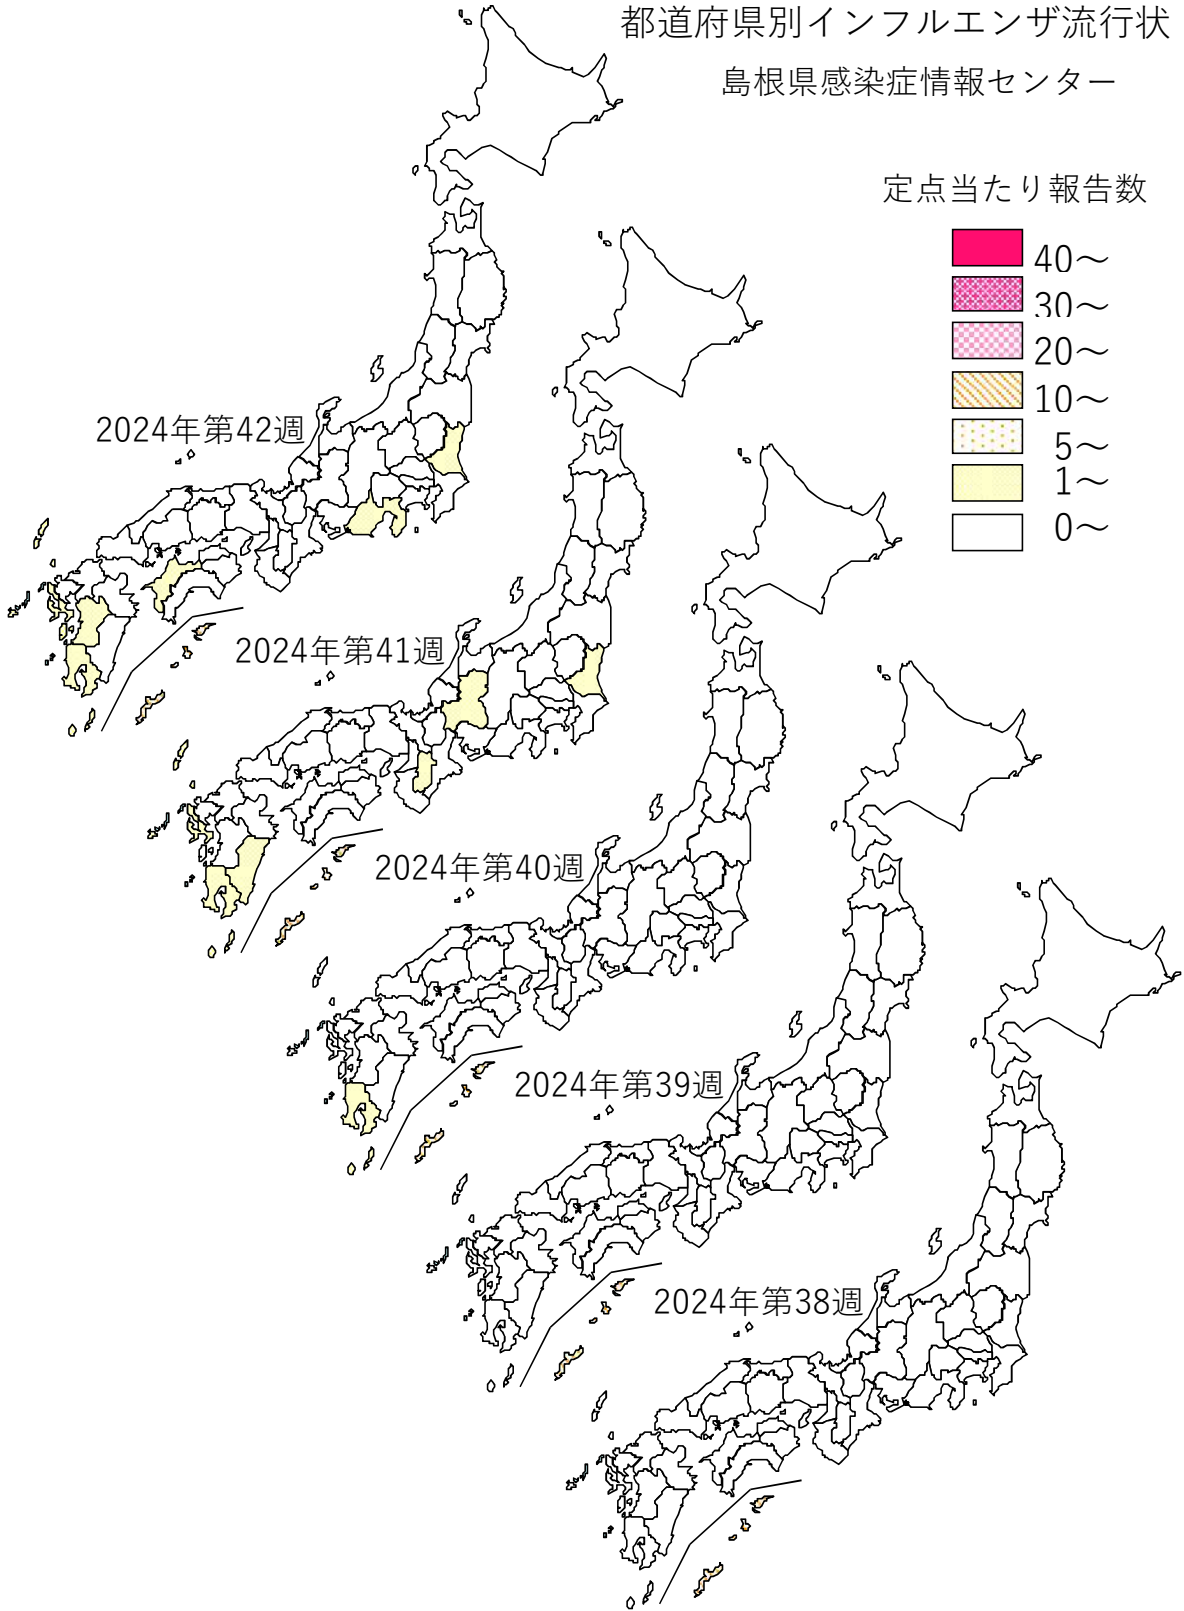 都道府県別インフルエンザ流行状
島根県感染症情報センター
定点当たり報告数
40～
30～
20～
10～
5～
1～
0～
2024年第42週
2024年第41週
2024年第40週
2024年第39週
2024年第38週